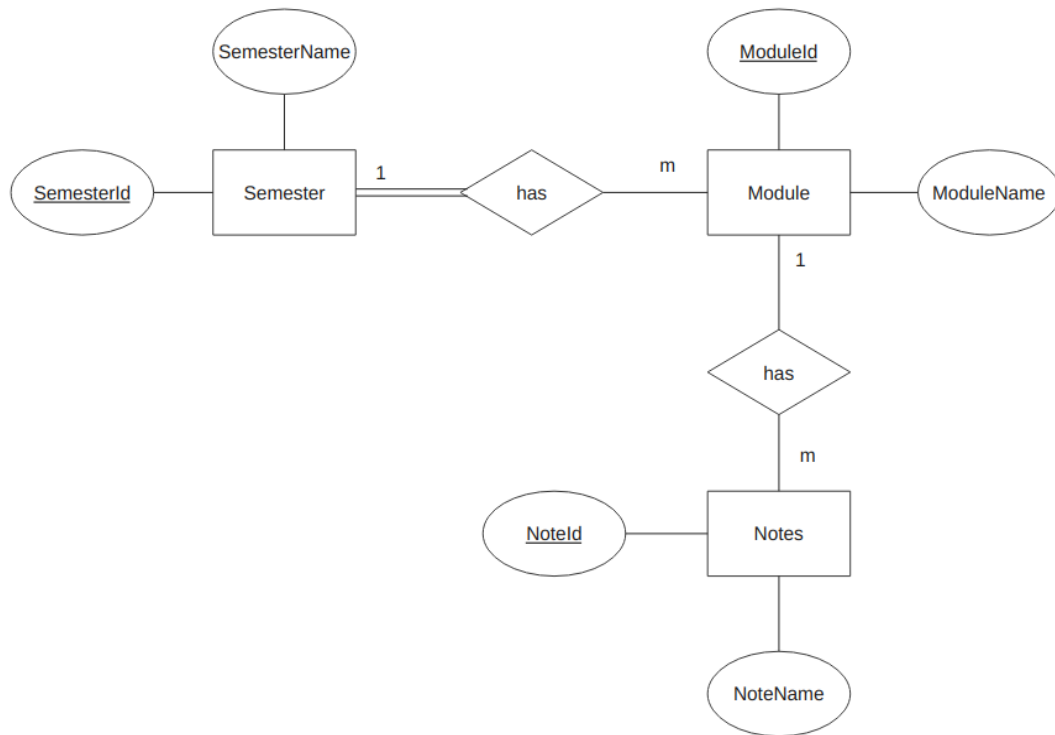 SemesterName
ModuleId
SemesterId
Semester
1
has
m
Module
ModuleName
1
has
m
NoteId
Notes
NoteName